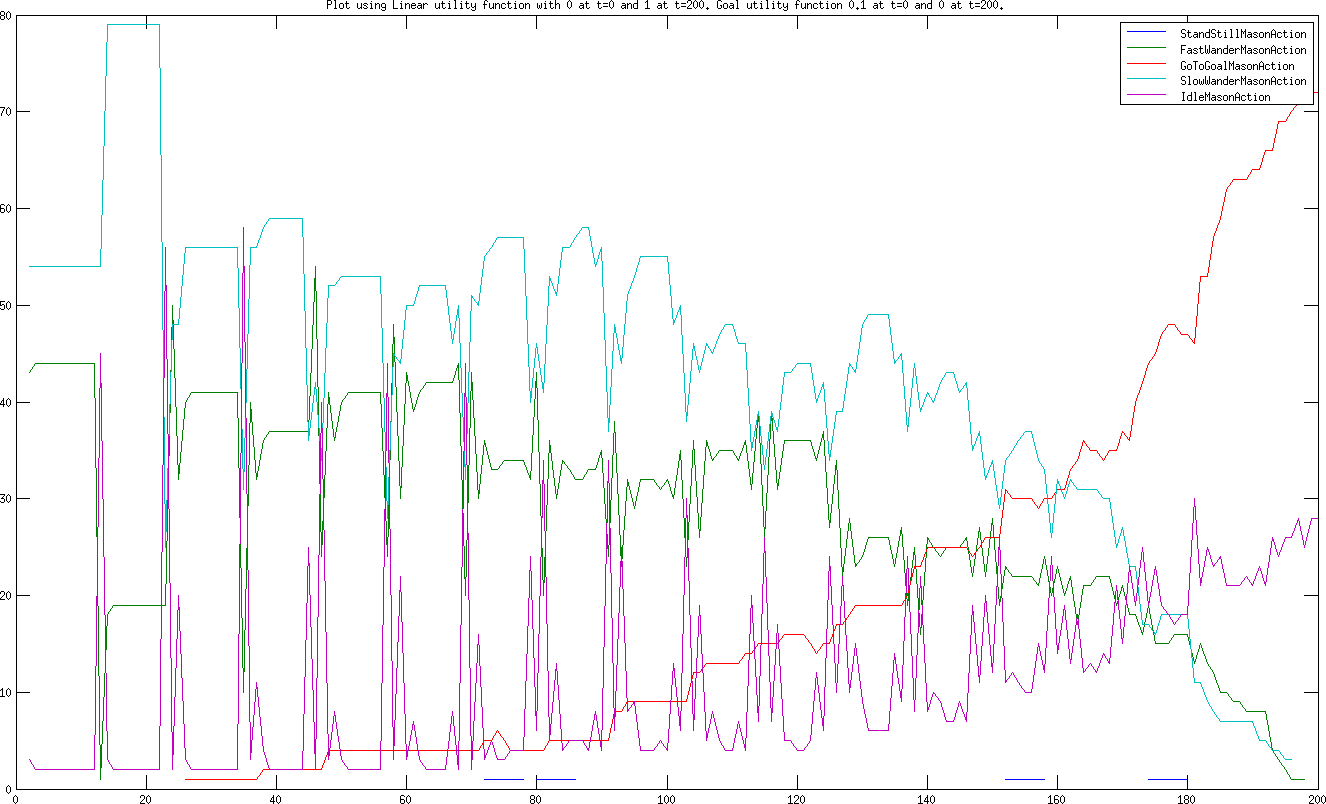 Plot using Linear utility function with 0 at t=0 and 1 at t=200. Goal utility function 0.1 at t=0 and 0 at t=200.
80
70
60
50
40
30
20
10
0
StandStillMasonAction
FastWanderMasonAction
GoToGoalMasonAction
SlowWanderMasonAction
IdleMasonAction
0 20 40 60 80 100 120 140 160 180 200